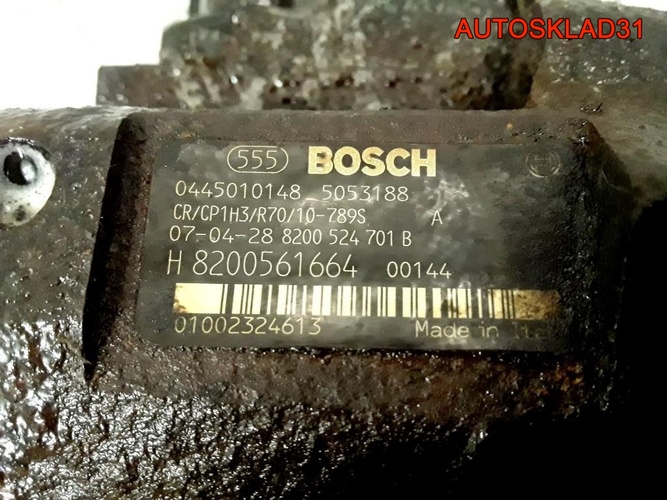 AUTOSKLAD31
555 BOSCH
0445010148 5053188
CR/CP1H3/R70/10-789S A
07-04-28 8200 524 701 B
H 8200561664 00144
01002324613 Made in